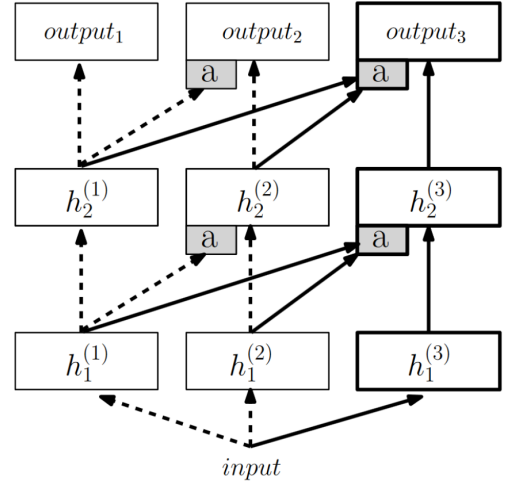 output₁ output₂ output₃
a a
h₂⁽¹⁾ h₂⁽²⁾ h₂⁽³⁾
a a
h₁⁽¹⁾ h₁⁽²⁾ h₁⁽³⁾
input